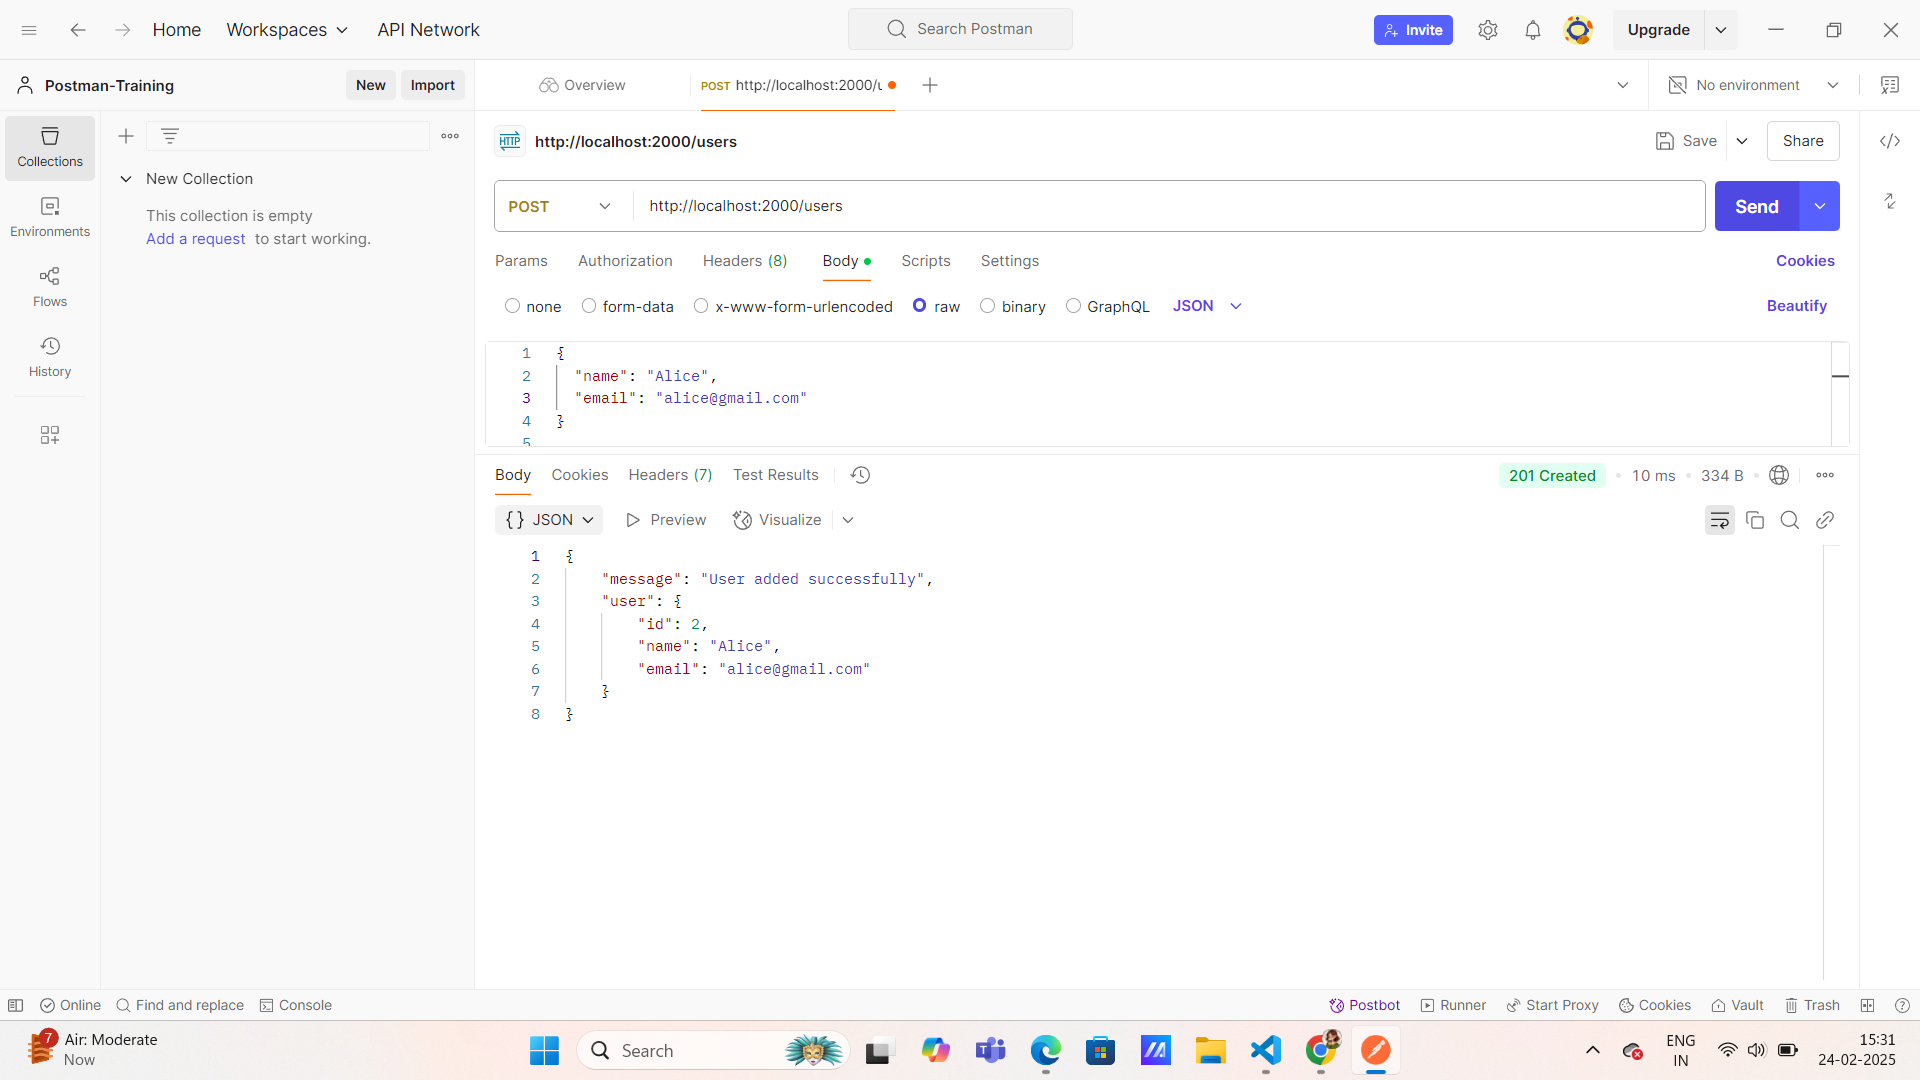 Home Workspaces API Network Search Postman Invite Upgrade
Postman-Training New Import Overview POST http://localhost:2000/u No environment
HTTP http://localhost:2000/users Save Share
Collections
New Collection
This collection is empty
Add a request to start working.
Environments
Flows
History
POST http://localhost:2000/users Send
Params Authorization Headers (8) Body Scripts Settings Cookies
none form-data x-www-form-urlencoded raw binary GraphQL JSON Beautify
1 {
2 "name": "Alice",
3 "email": "alice@gmail.com"
4 }
5
Body Cookies Headers (7) Test Results 201 Created 10 ms 334 B
{} JSON Preview Visualize
1 {
2 "message": "User added successfully",
3 "user": {
4 "id": 2,
5 "name": "Alice",
6 "email": "alice@gmail.com"
7 }
8 }
Online Find and replace Console Postbot Runner Start Proxy Cookies Vault Trash
7 Air: Moderate
Now
Search
ENG
IN
15:31
24-02-2025